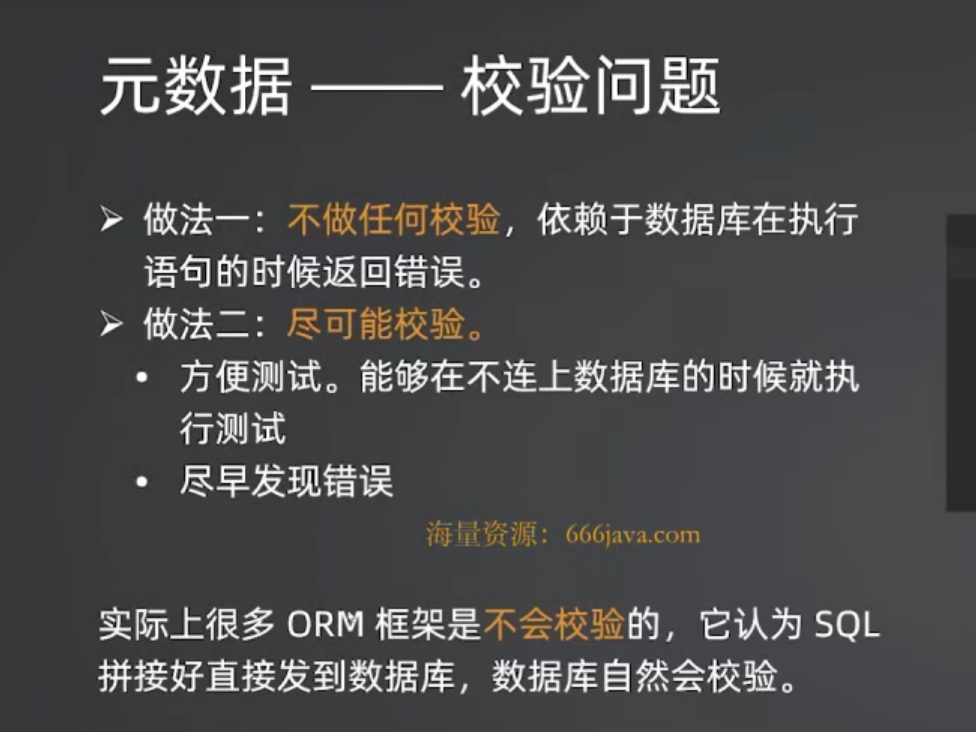 元数据 —— 校验问题
➢ 做法一：不做任何校验，依赖于数据库在执行
语句的时候返回错误。
➢ 做法二：尽可能校验。
• 方便测试。能够在不连上数据库的时候就执
行测试
• 尽早发现错误
海量资源：666java.com
实际上很多 ORM 框架是不会校验的，它认为 SQL
拼接好直接发到数据库，数据库自然会校验。